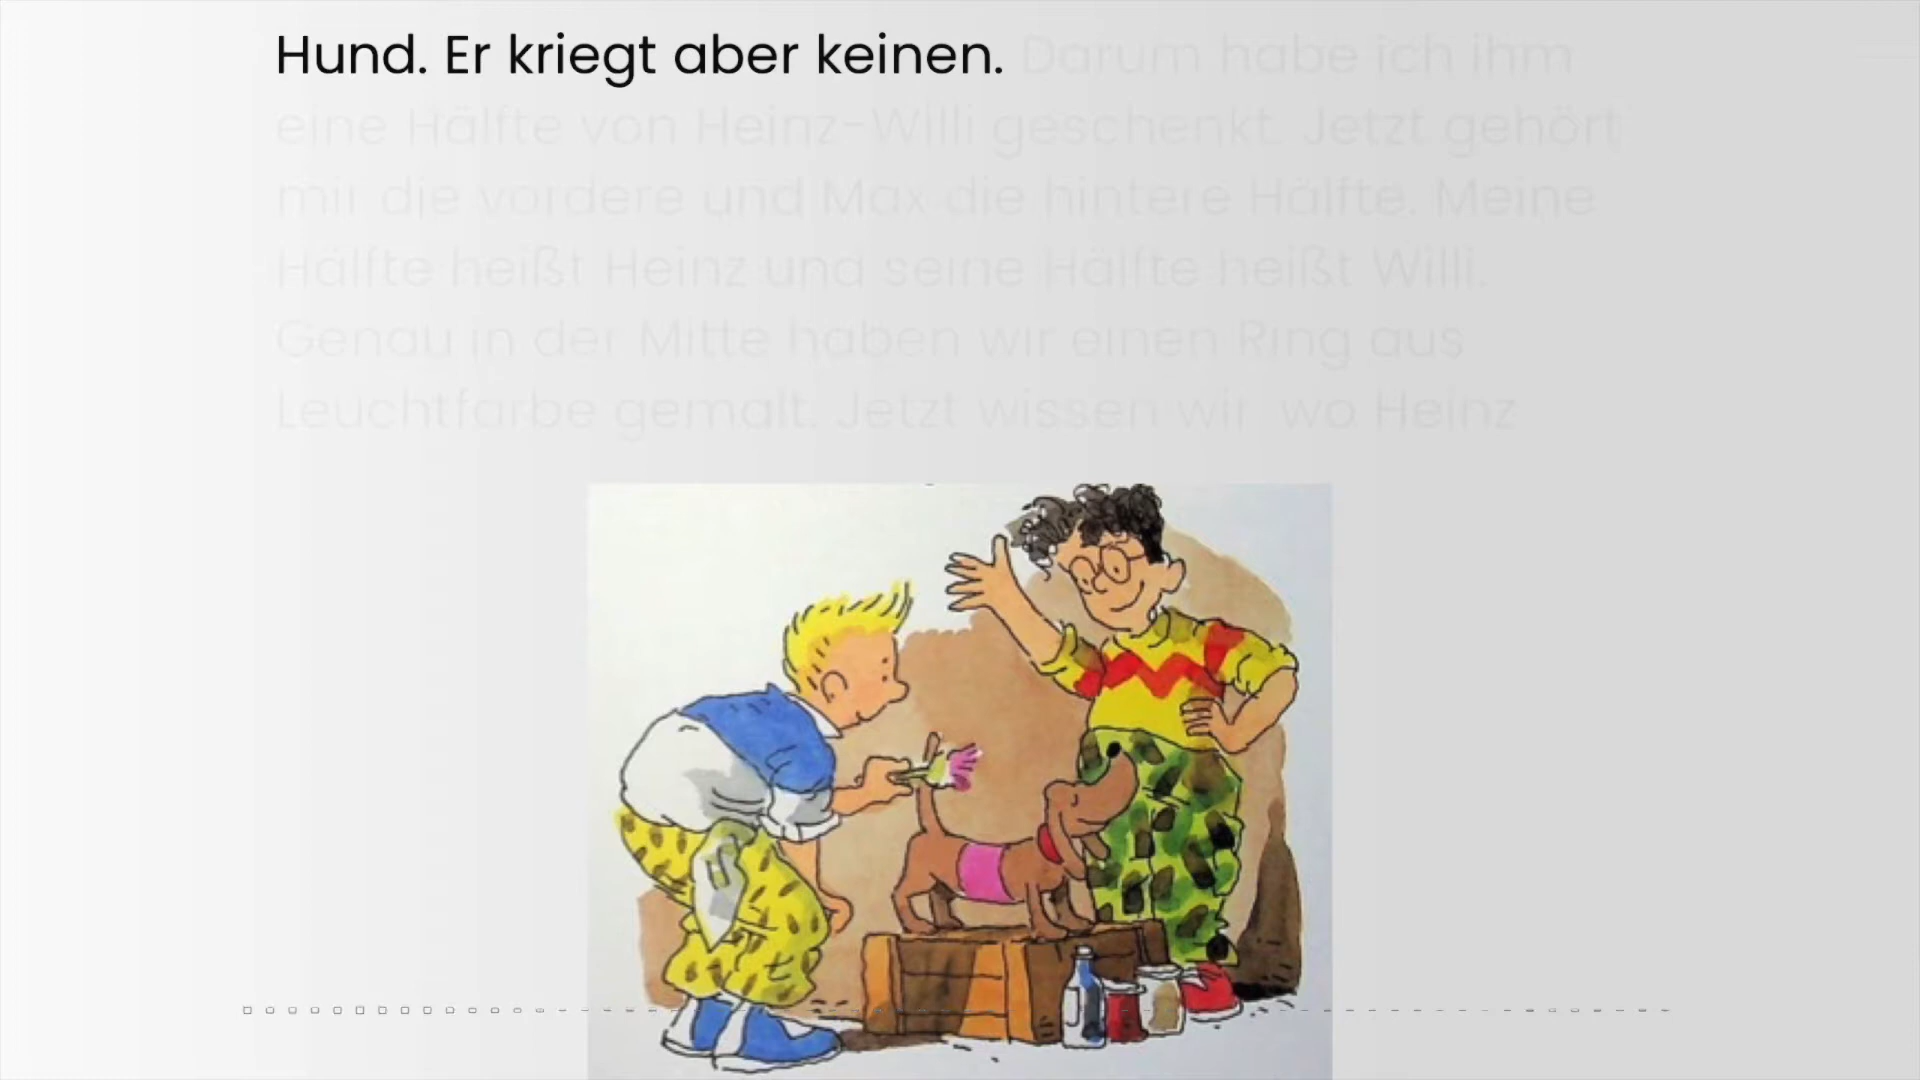 Hund. Er kriegt aber keinen. Darum habe ich ihm
eine Hälfte von Heinz-Willi geschenkt. Jetzt gehört
mir die vordere und Max die hintere Hälfte. Meine
Hälfte heißt Heinz und seine Hälfte heißt Willi.
Genau in der Mitte haben wir einen Ring aus
Leuchtfarbe gemalt. Jetzt wissen wir, wo Heinz